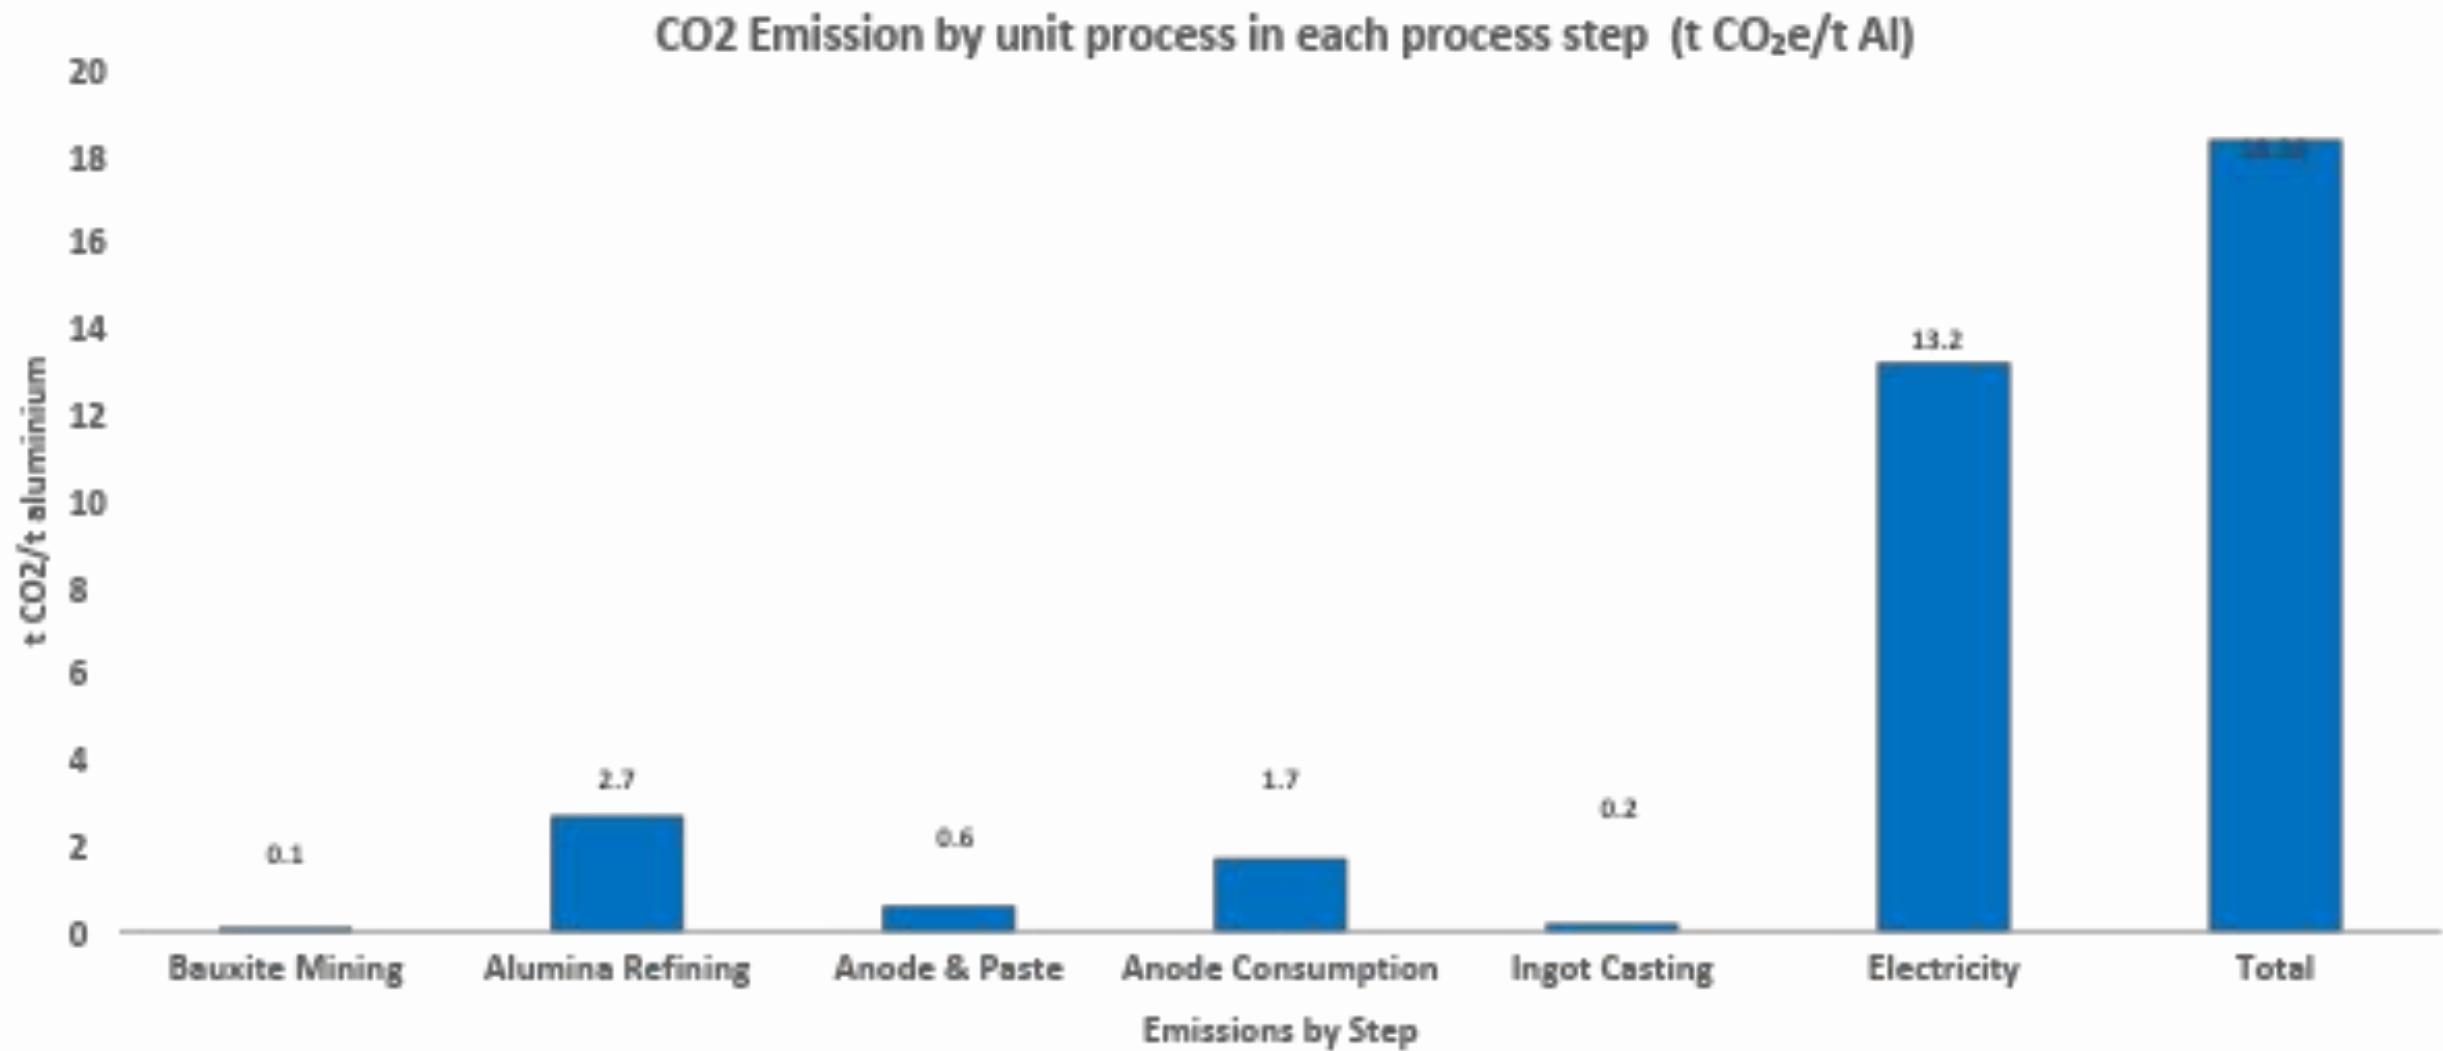 CO2 Emission by unit process in each process step (t CO₂e/t Al)
t CO2/t aluminium
20
18
16
14
12
10
8
6
4
2
0
0.1
2.7
0.6
1.7
0.2
13.2
Bauxite Mining
Alumina Refining
Anode & Paste
Anode Consumption
Ingot Casting
Electricity
Total
Emissions by Step